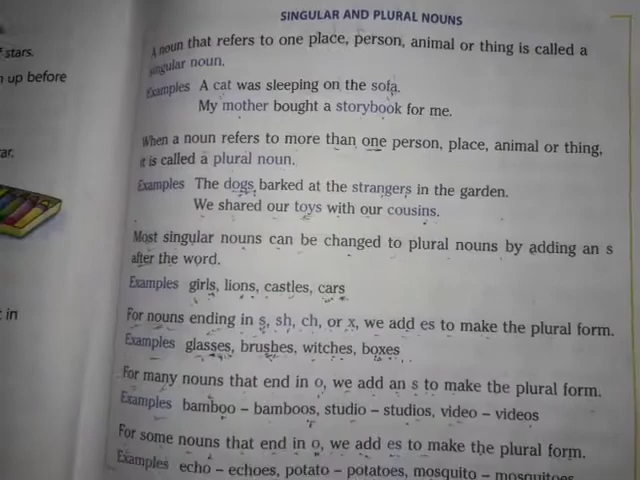 SINGULAR AND PLURAL NOUNS
A noun that refers to one place, person, animal or thing is called a
singular noun.
Examples A cat was sleeping on the sofa.
My mother bought a storybook for me.
When a noun refers to more than one person, place, animal or thing,
it is called a plural noun.
Examples The dogs barked at the strangers in the garden.
We shared our toys with our cousins.
Most singular nouns can be changed to plural nouns by adding an s
after the word.
Examples girls, lions, castles, cars
For nouns ending in s, sh, ch, or x, we add es to make the plural form.
Examples glasses, brushes, witches, boxes
For many nouns that end in o, we add an s to make the plural form.
Examples bamboo – bamboos, studio – studios, video – videos
For some nouns that end in o, we add es to make the plural form.
Examples echo – echoes, potato – potatoes, mosquito – mosquitoes
stars.
up before
in